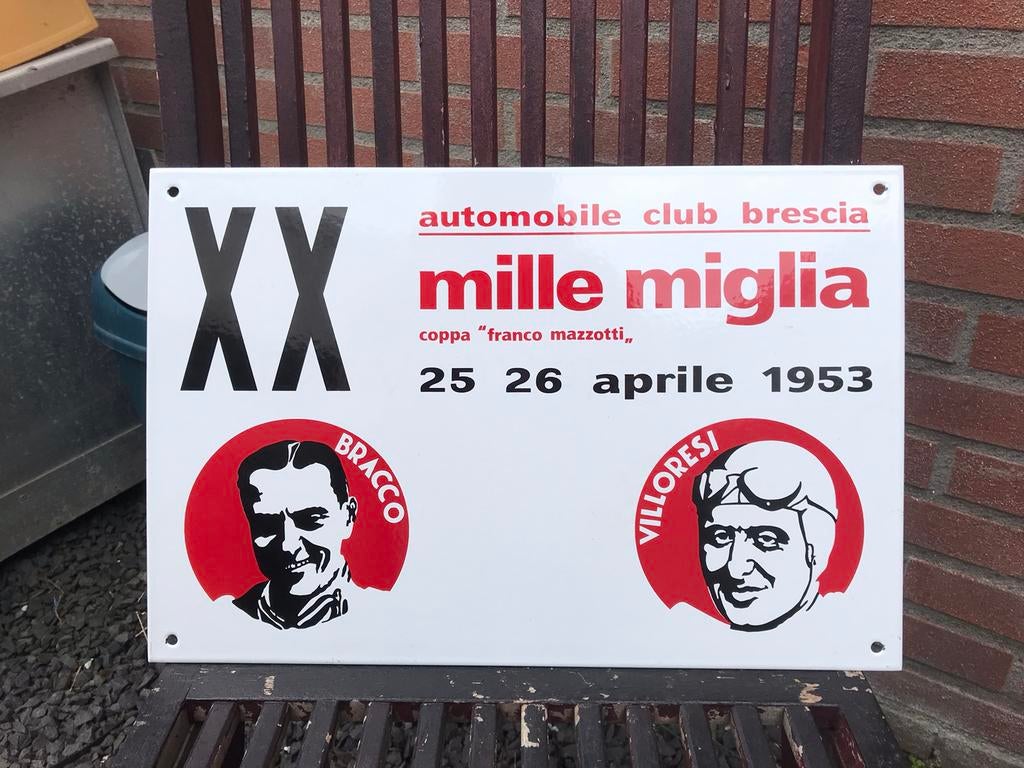 XX
automobile club brescia
mille miglia
coppa "franco mazzotti„
25 26 aprile 1953
BRACCO
VILLORESI